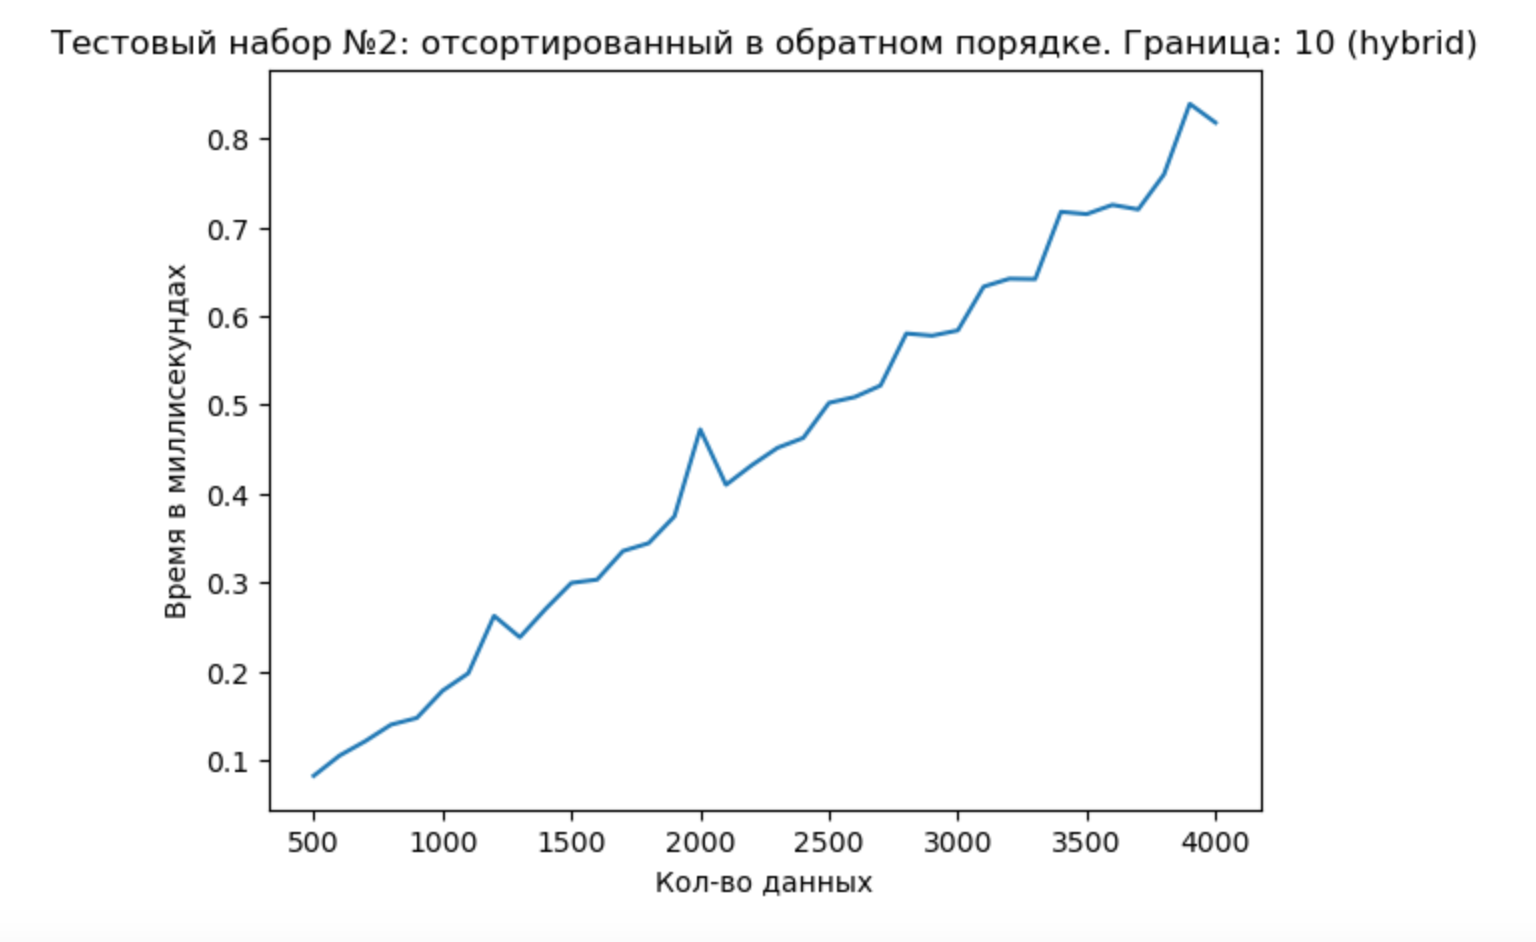 Тестовый набор №2: отсортированный в обратном порядке. Граница: 10 (hybrid)
Время в миллисекундах
0.8
0.7
0.6
0.5
0.4
0.3
0.2
0.1
500 1000 1500 2000 2500 3000 3500 4000
Кол-во данных